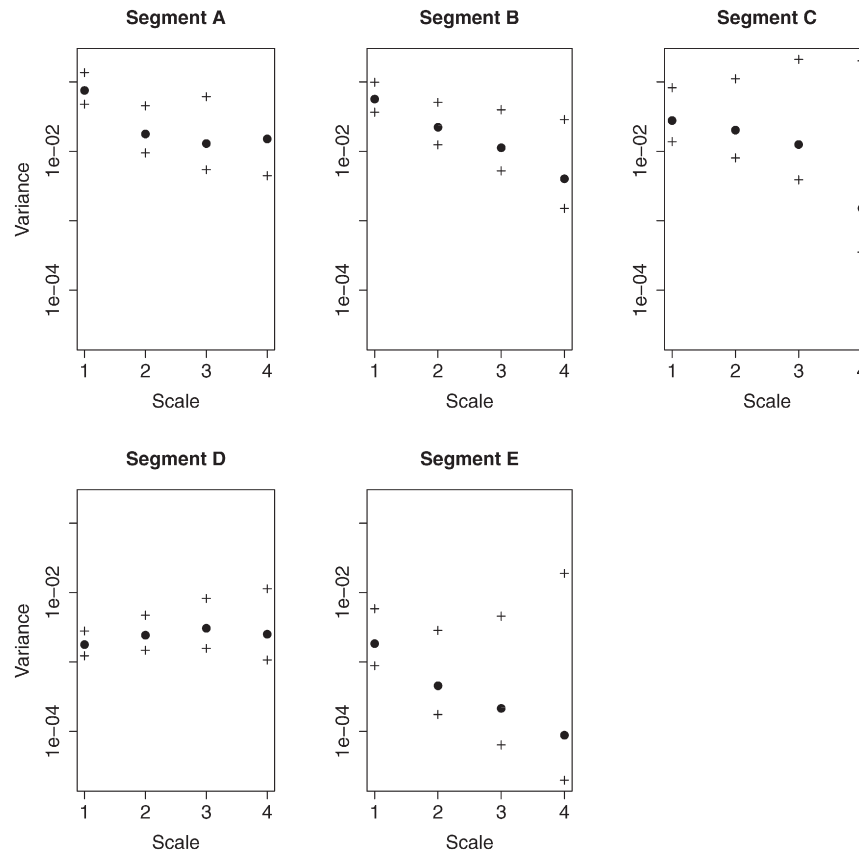 Segment A
Segment B
Segment C
Variance
1e−02
1e−04
1e−02
1e−04
1e−02
1e−04
1 2 3 4
1 2 3 4
1 2 3
Scale
Scale
Scale
Segment D
Segment E
Variance
1e−02
1e−04
1e−02
1e−04
1 2 3 4
1 2 3 4
Scale
Scale